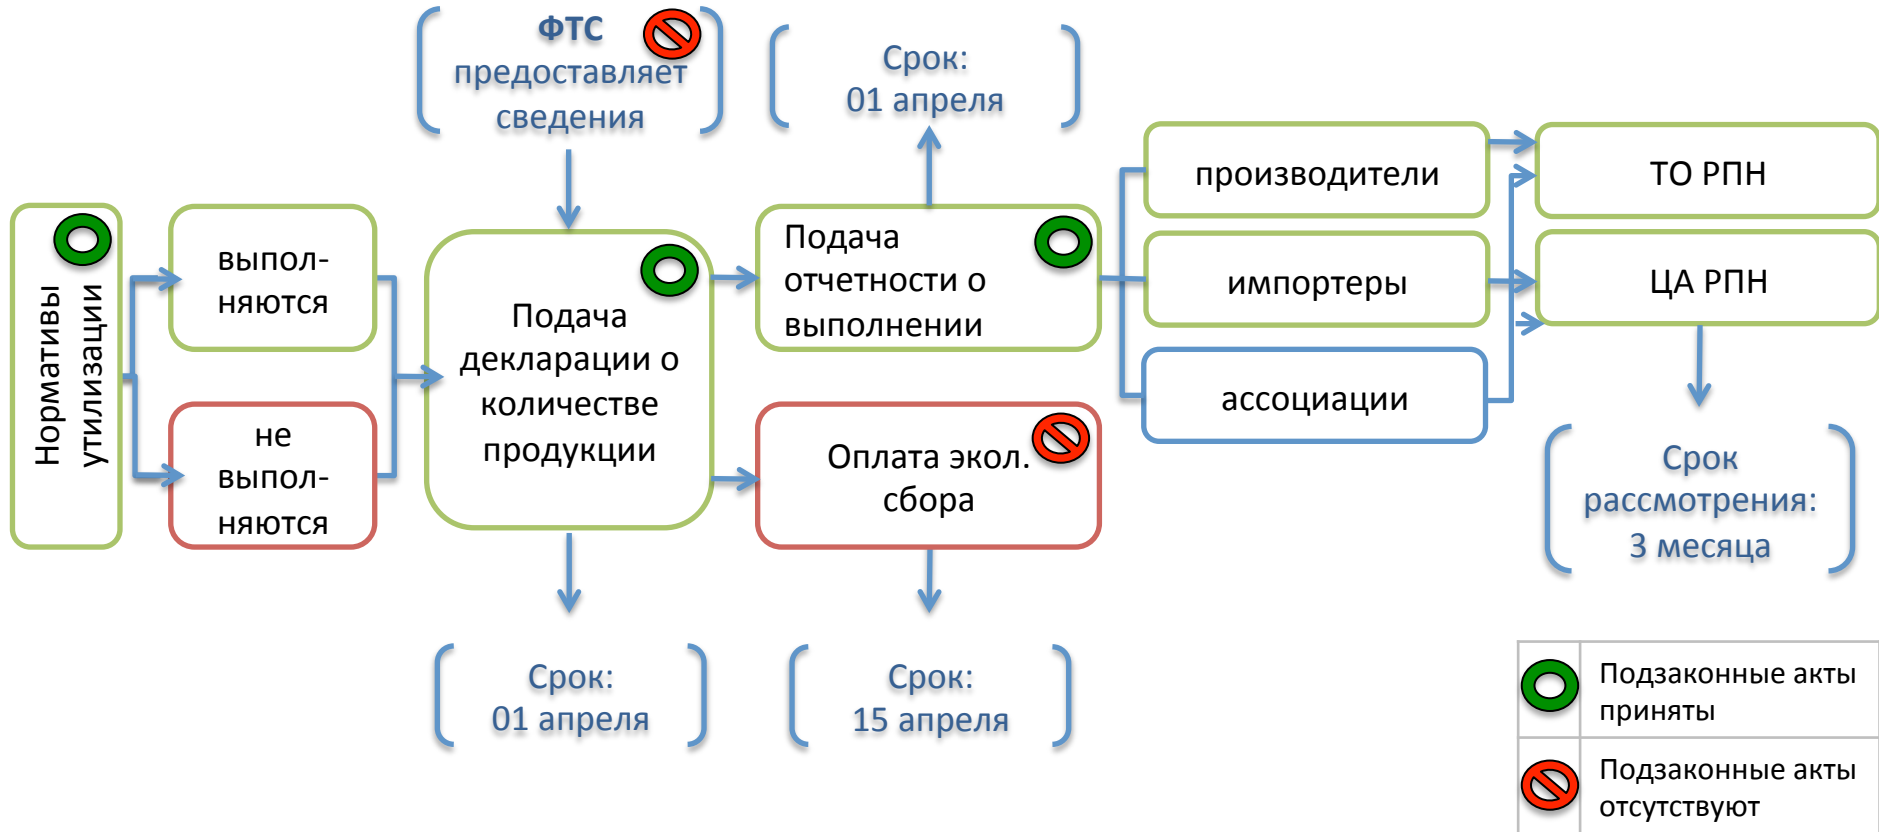 ФТС
предоставляет
сведения
Срок:
01 апреля
Нормативы
утилизации
выпол-
няются
не
выпол-
няются
Подача
декларации о
количестве
продукции
Подача
отчетности о
выполнении
Оплата экол.
сбора
производители
импортеры
ассоциации
ТО РПН
ЦА РПН
Срок
рассмотрения:
3 месяца
Срок:
01 апреля
Срок:
15 апреля
Подзаконные акты
приняты
Подзаконные акты
отсутствуют